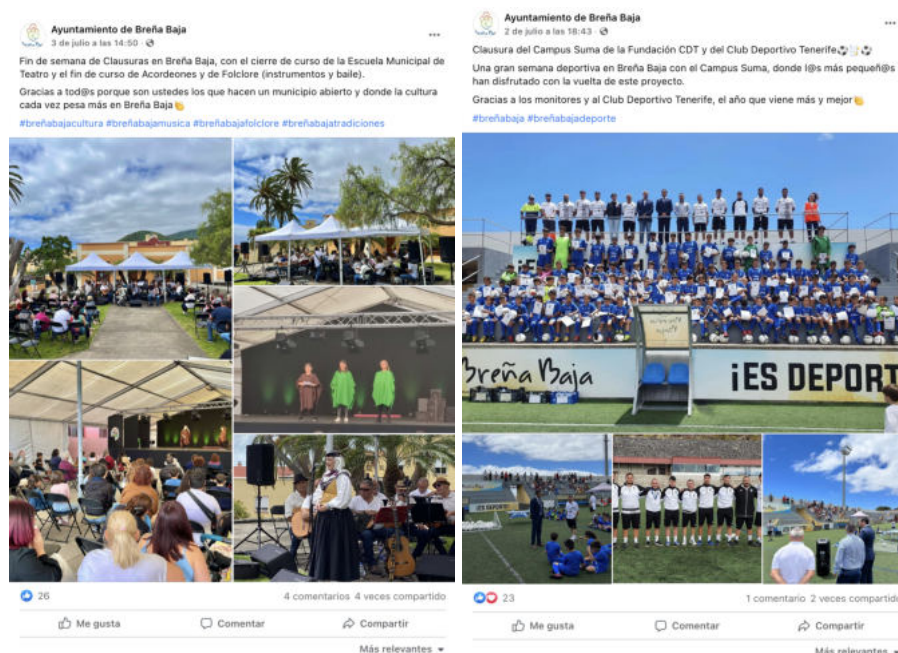 Ayuntamiento de Breña Baja
3 de julio a las 14:50 ·
Fin de semana de Clausuras en Breña Baja, con el cierre de curso de la Escuela Municipal de
Teatro y el fin de curso de Acordeones y de Folclore (instrumentos y baile).
Gracias a tod@s porque son ustedes los que hacen un municipio abierto y donde la cultura
cada vez pesa más en Breña Baja👏
#breñabajacultura #breñabajamusica #breñabajafolclore #breñabajatradiciones
26
4 comentarios 4 veces compartido
Me gusta
Comentar
Compartir
Más relevantes
Ayuntamiento de Breña Baja
2 de julio a las 18:43 ·
Clausura del Campus Suma de la Fundación CDT y del Club Deportivo Tenerife⚽
Una gran semana deportiva en Breña Baja con el Campus Suma, donde l@s más pequeñ@s
han disfrutado con la vuelta de este proyecto.
Gracias a los monitores y al Club Deportivo Tenerife, el año que viene más y mejor👏
#breñabaja #breñabajadeporte
Breña Baja
¡ES DEPORT
23
1 comentario 2 veces compartido
Me gusta
Comentar
Compartir
Más relevantes